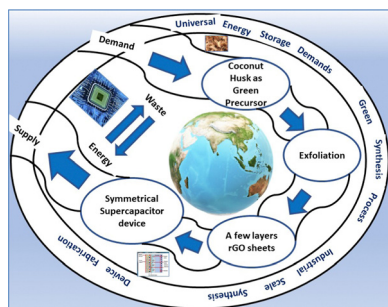 Universal Energy Storage Demands
Demand
Coconut
Husk as
Green
Precursor
Green Synthesis Process
Waste
Exfoliation
Supply
Energy
Symmetrical
Supercapacitor
device
A few layers
rGO sheets
Industrial Scale Synthesis
Device Fabrication